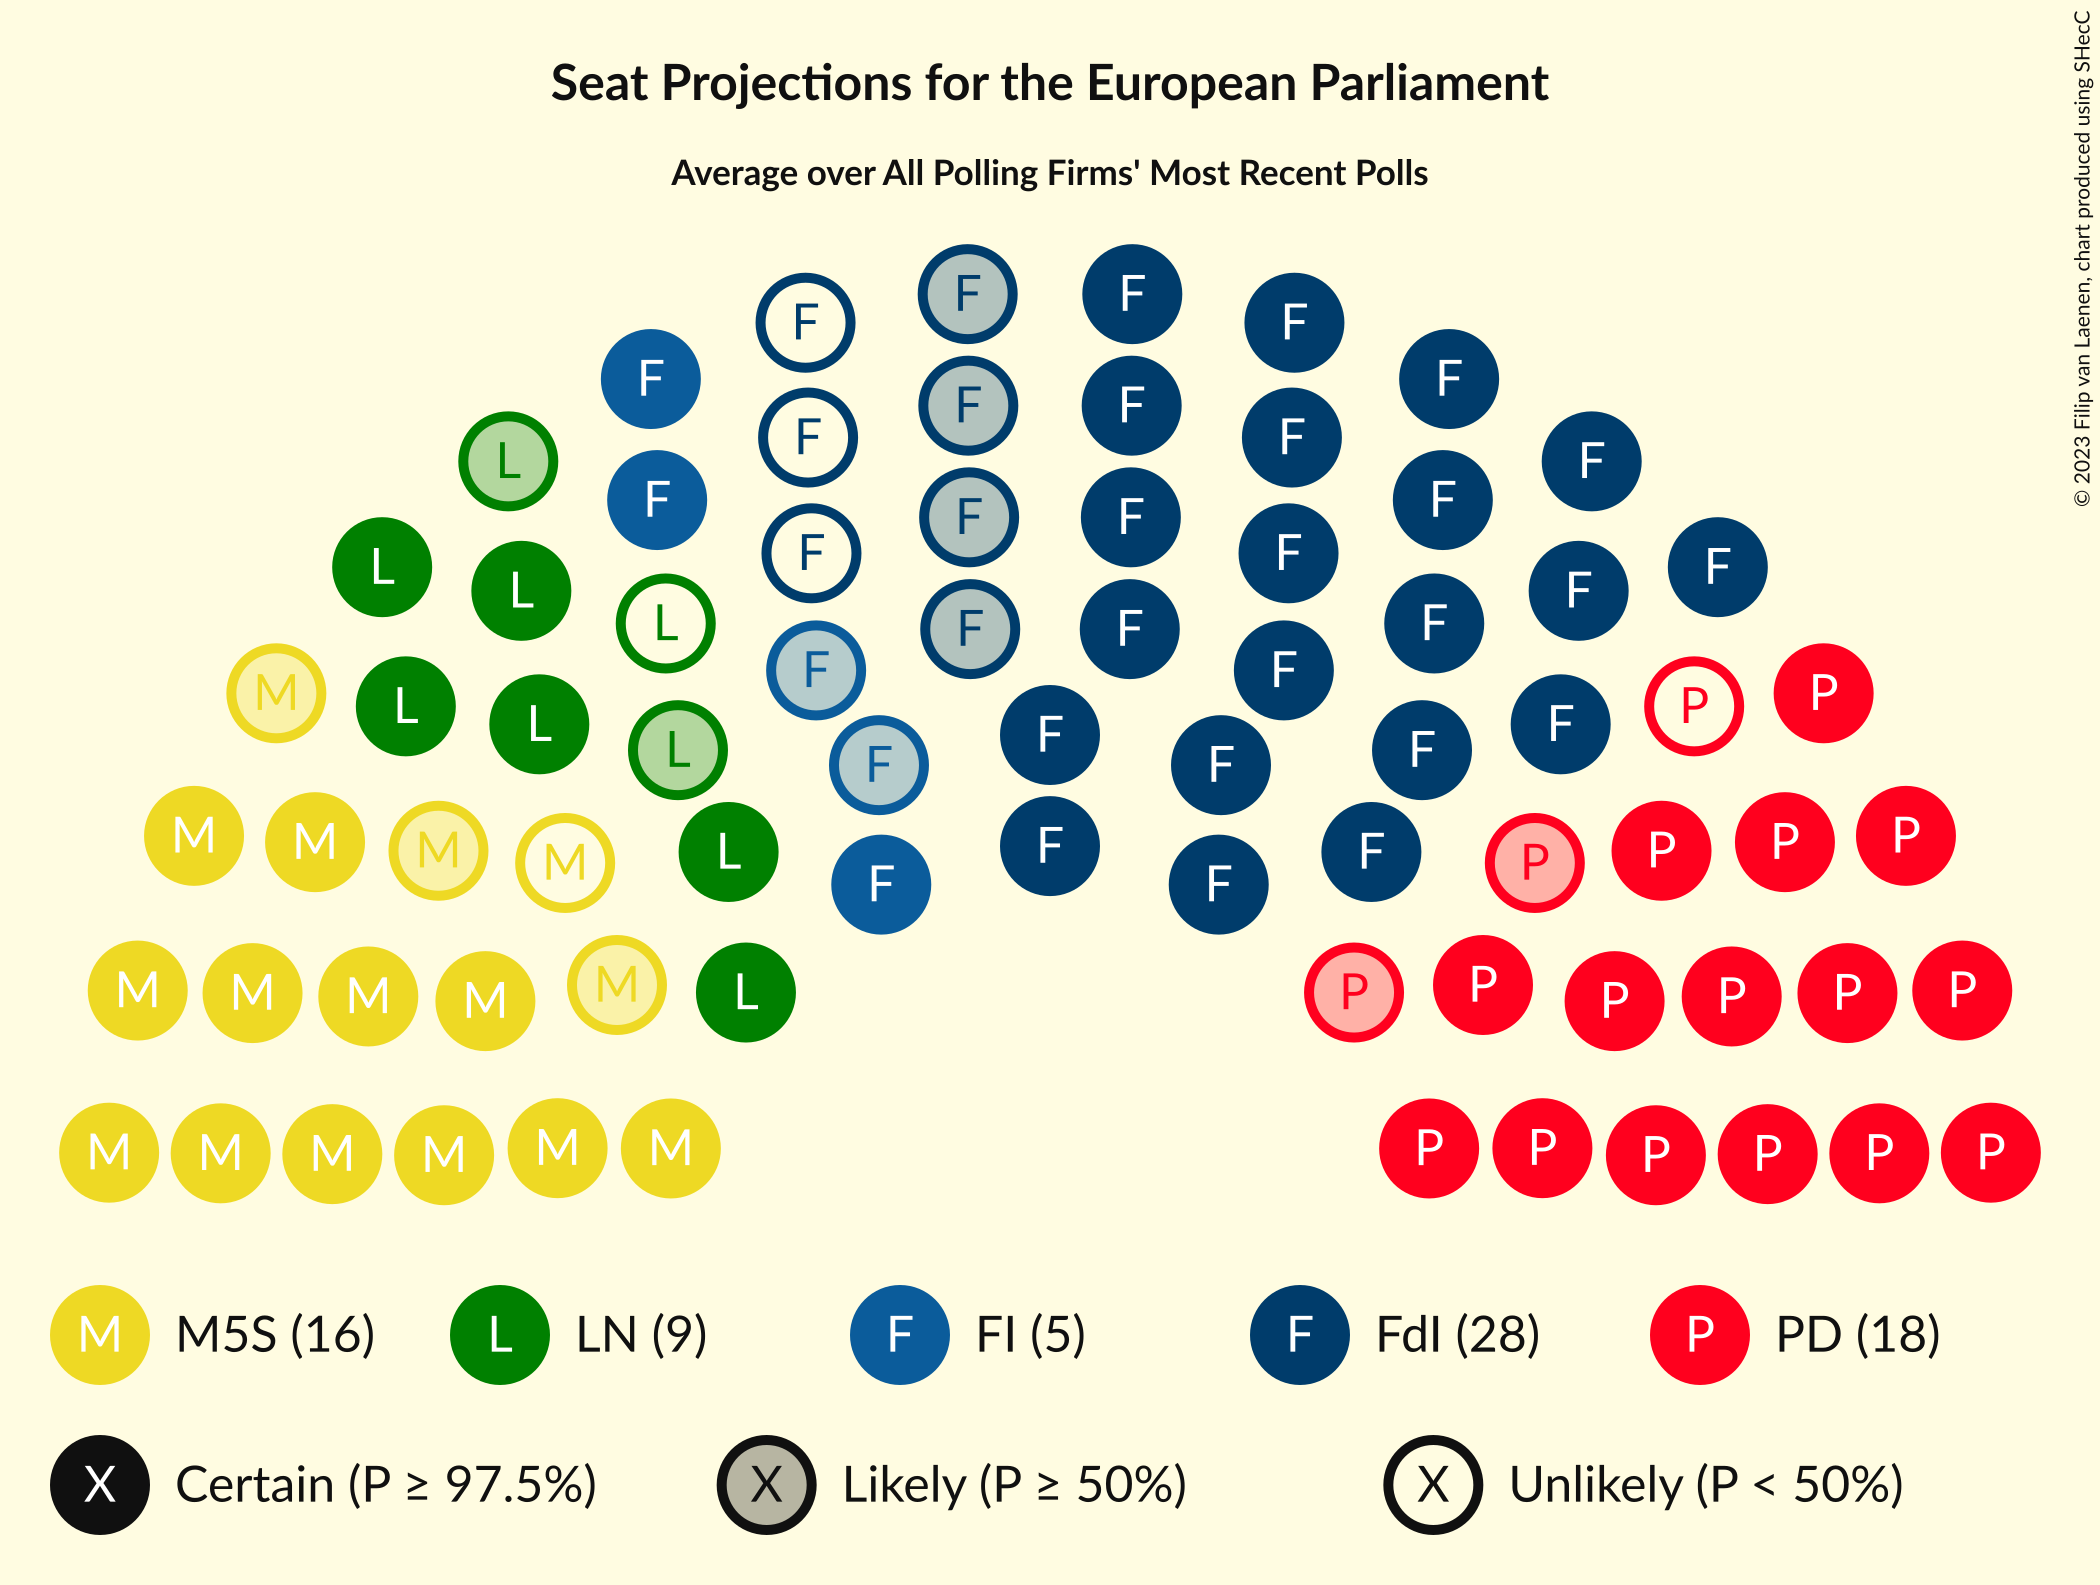 Seat Projections for the European Parliament
Average over All Polling Firms' Most Recent Polls
© 2023 Filip van Laenen, chart produced using SHecC
F F F F
F F
F F F F
L F
F F
F F F F
L F
L L F
L F F
F F
F F
M L L
L F
F P P
F F
F F
M M M M
L F
F F
F P P P P
M M M M M L
P P P P P P
M M M M M M
P P P P P P
M M5S (16) L LN (9) F FI (5) F FdI (28) P PD (18)
X Certain (P ≥ 97.5%) X Likely (P ≥ 50%) X Unlikely (P < 50%)